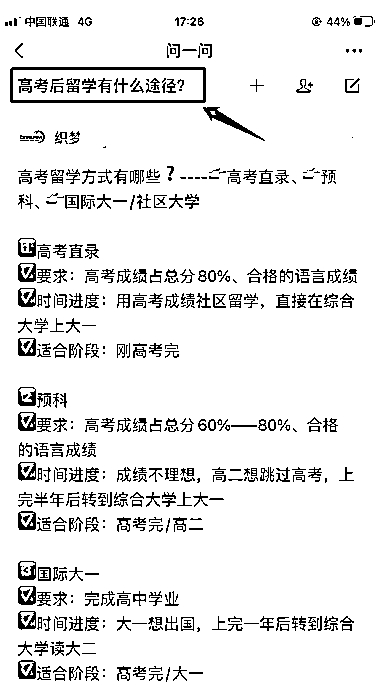 中国联通 4G 17:26 44%
问一问
高考后留学有什么途径?
织梦
高考留学方式有哪些?----高考直录、预
科、国际大一/社区大学
1高考直录
要求：高考成绩占总分80%、合格的语言成绩
时间进度：用高考成绩社区留学，直接在综合
大学上大一
适合阶段：刚高考完
2预科
要求：高考成绩占总分60%——80%、合格
的语言成绩
时间进度：成绩不理想，高二想跳过高考，上
完半年后转到综合大学上大一
适合阶段：高考完/高二
3国际大一
要求：完成高中学业
时间进度：大一想出国，上完一年后转到综合
大学读大二
适合阶段：高考完/大一